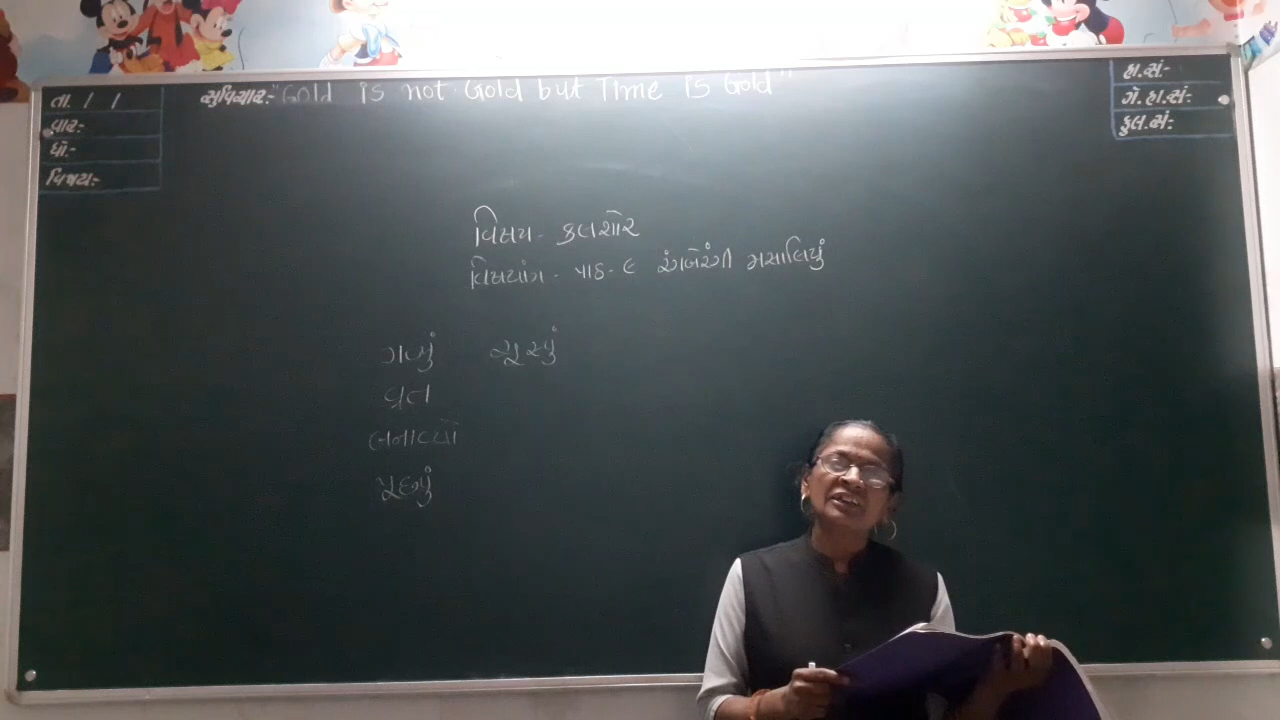 તા. / /
વાર:-
ધો:-
વિષય:-
સુવિચાર:- "Gold is not Gold but Time is Gold"
હા.સં:-
ગે.હા.સં:-
કુલ.સં:-
વિષય - કલશોર
વિષયાંગ - પાઠ - ૯ રંગબેરંગી મસાલિયું
ગમ્યું
વ્રત
બનાવ્યો
પૂછ્યું